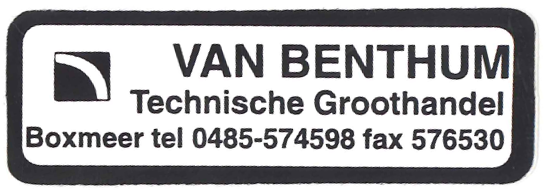 VAN BENTHUM
Technische Groothandel
Boxmeer tel 0485-574598 fax 576530